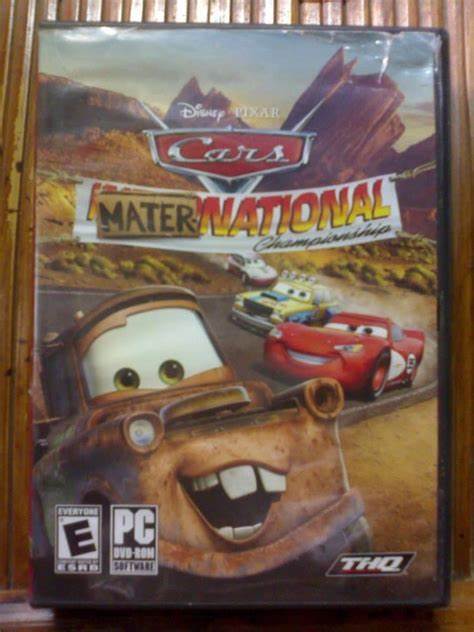 Disney PIXAR
Cars
MATER-NATIONAL
Championship
EVERYONE
E
ESRB
PC
DVD-ROM
SOFTWARE
THQ